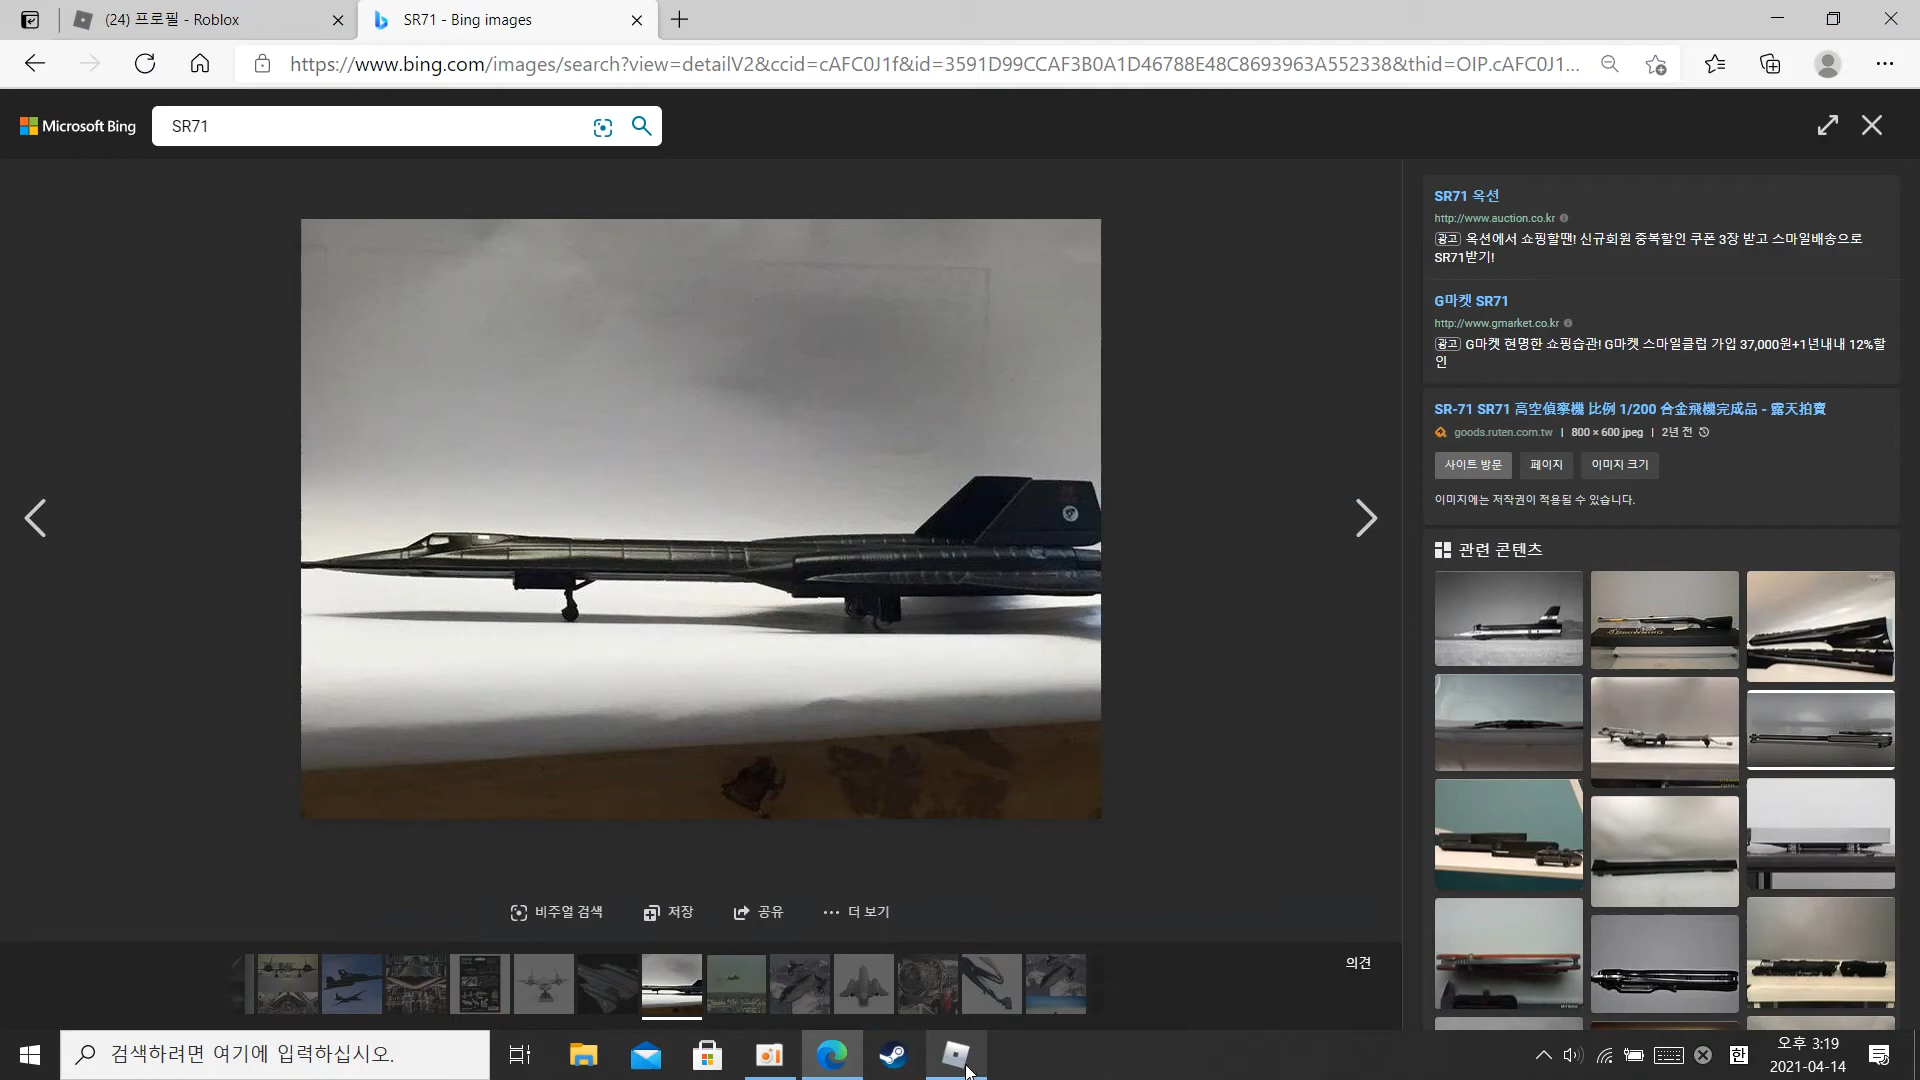 (24) 프로필 - Roblox
SR71 - Bing images
https://www.bing.com/images/search?view=detailV2&ccid=cAFC0J1f&id=3591D99CCAF3B0A1D46788E48C8693963A552338&thid=OIP.cAFC0J1...
Microsoft Bing
SR71
SR71 옥션
http://www.auction.co.kr
광고 옥션에서 쇼핑할땐! 신규회원 중복할인 쿠폰 3장 받고 스마일배송으로
SR71받기!
G마켓 SR71
http://www.gmarket.co.kr
광고 G마켓 현명한 쇼핑습관! G마켓 스마일클럽 가입 37,000원+1년내내 12%할
인
SR-71 SR71 高空偵察機 比例 1/200 合金飛機完成品 - 露天拍賣
goods.ruten.com.tw | 800 × 600 jpeg | 2년 전
사이트 방문 페이지 이미지 크기
이미지에는 저작권이 적용될 수 있습니다.
관련 콘텐츠
비주얼 검색 저장 공유 더 보기
의견
검색하려면 여기에 입력하십시오.
한
오후 3:19
2021-04-14